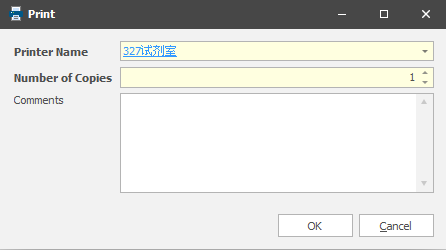 Print
Printer Name
327试剂室
Number of Copies
1
Comments
OK
Cancel